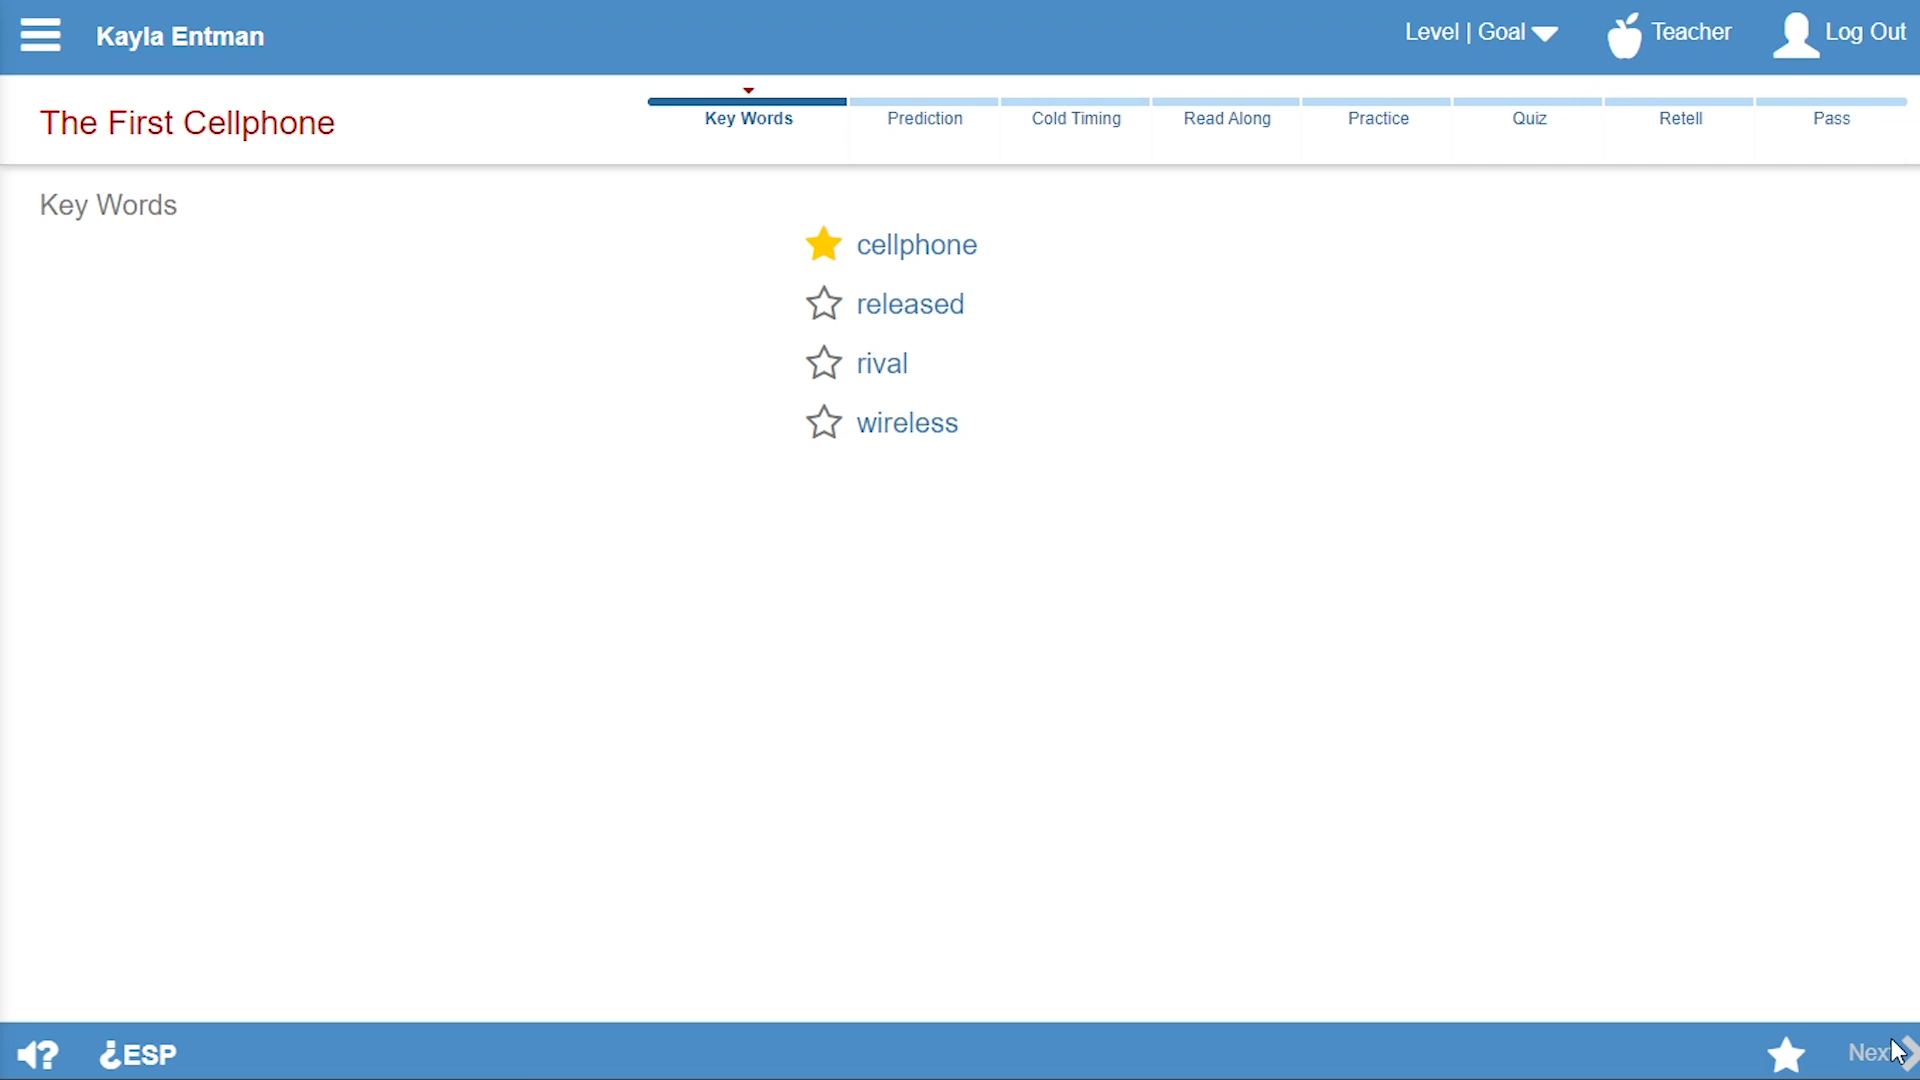 Kayla Entman
Level | Goal
Teacher
Log Out
The First Cellphone
Key Words
Prediction
Cold Timing
Read Along
Practice
Quiz
Retell
Pass
Key Words
cellphone
released
rival
wireless
?
¿ESP